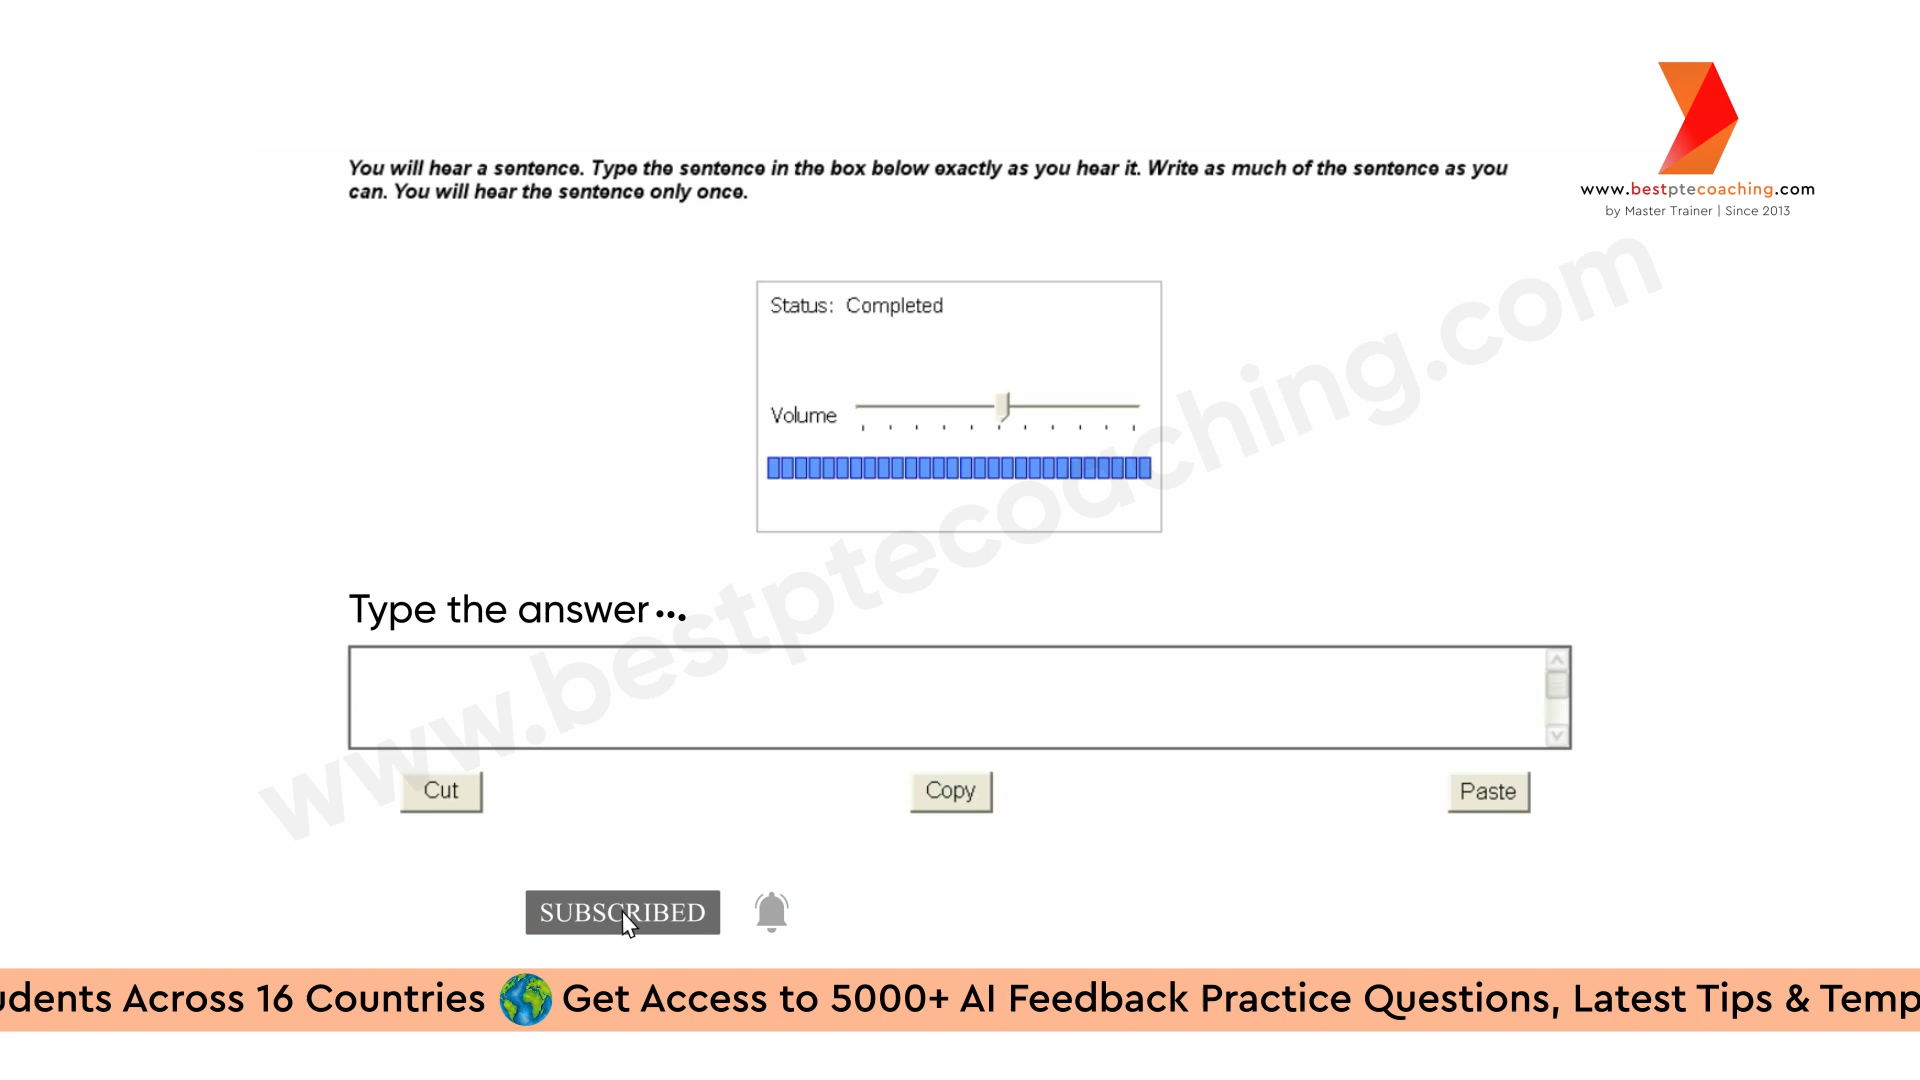 You will hear a sentence. Type the sentence in the box below exactly as you hear it. Write as much of the sentence as you
can. You will hear the sentence only once.
www.bestptecoaching.com
by Master Trainer | Since 2013
Status: Completed
Volume
www.bestptecoaching.com
Type the answer...
Cut
Copy
Paste
SUBSCRIBED
udents Across 16 Countries Get Access to 5000+ AI Feedback Practice Questions, Latest Tips & Temp